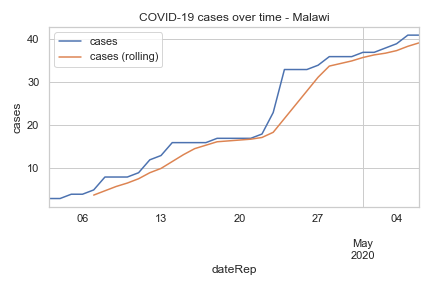 COVID-19 cases over time - Malawi
cases
cases (rolling)
cases
40
30
20
10
06
13
20
27
04
May
2020
dateRep